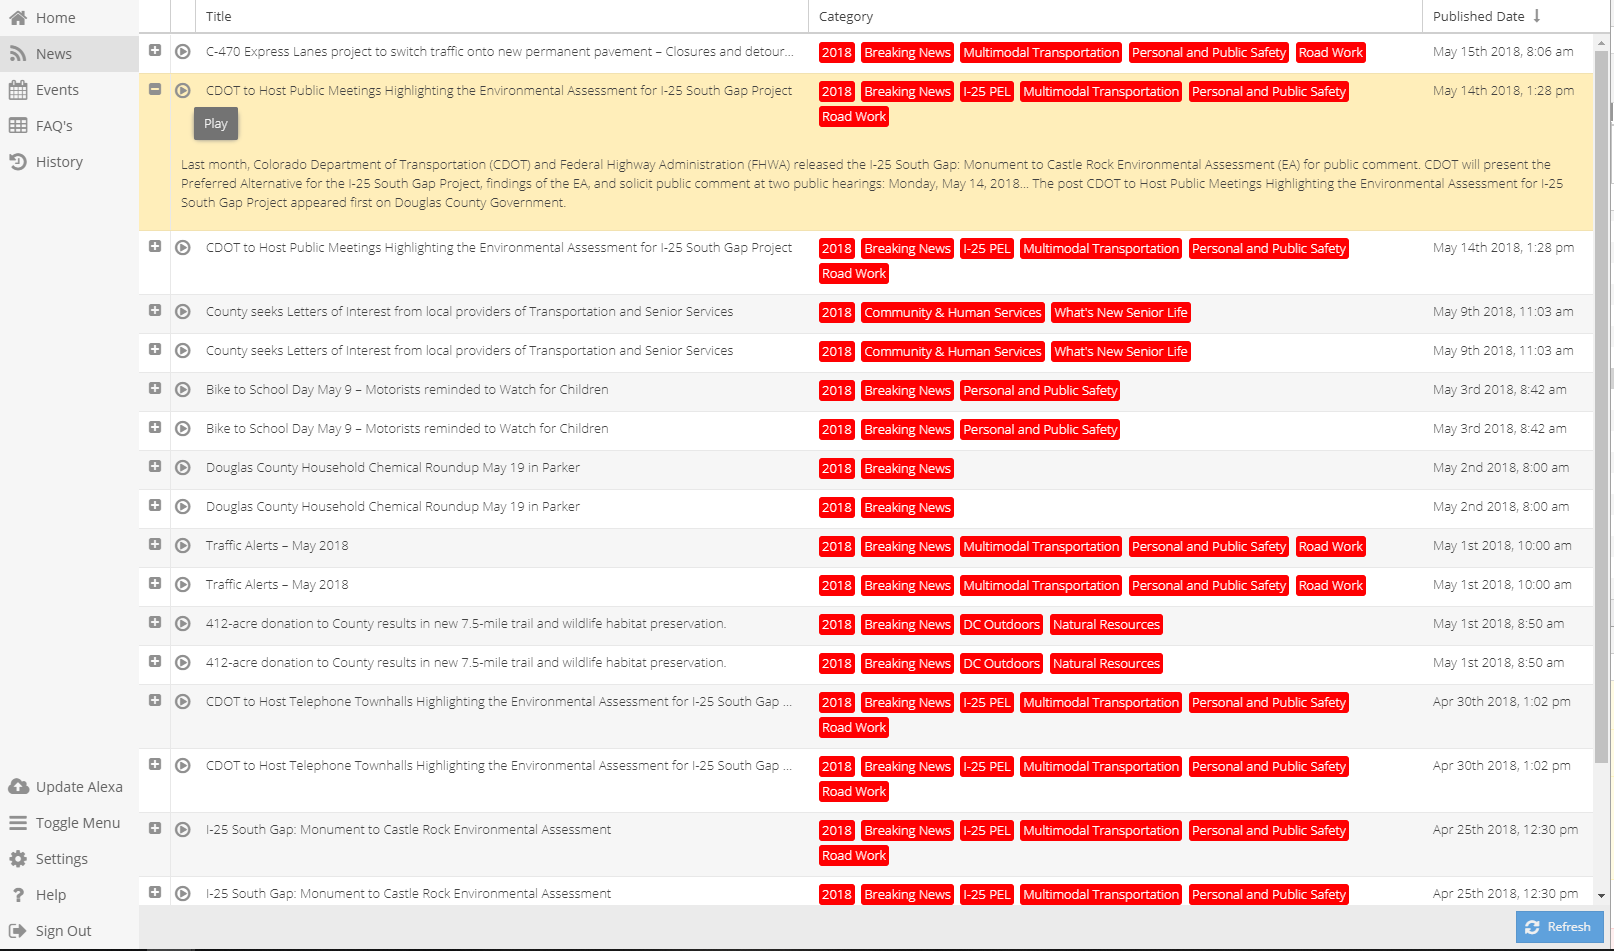 Home
News
Events
FAQ's
History
Update Alexa
Toggle Menu
Settings
Help
Sign Out
Title Category Published Date
C-470 Express Lanes project to switch traffic onto new permanent pavement – Closures and detour... 2018 Breaking News Multimodal Transportation Personal and Public Safety Road Work May 15th 2018, 8:06 am
CDOT to Host Public Meetings Highlighting the Environmental Assessment for I-25 South Gap Project 2018 Breaking News I-25 PEL Multimodal Transportation Personal and Public Safety May 14th 2018, 1:28 pm
Road Work
Play
Last month, Colorado Department of Transportation (CDOT) and Federal Highway Administration (FHWA) released the I-25 South Gap: Monument to Castle Rock Environmental Assessment (EA) for public comment. CDOT will present the
Preferred Alternative for the I-25 South Gap Project, findings of the EA, and solicit public comment at two public hearings: Monday, May 14, 2018... The post CDOT to Host Public Meetings Highlighting the Environmental Assessment for I-25
South Gap Project appeared first on Douglas County Government.
CDOT to Host Public Meetings Highlighting the Environmental Assessment for I-25 South Gap Project 2018 Breaking News I-25 PEL Multimodal Transportation Personal and Public Safety May 14th 2018, 1:28 pm
Road Work
County seeks Letters of Interest from local providers of Transportation and Senior Services 2018 Community & Human Services What's New Senior Life May 9th 2018, 11:03 am
County seeks Letters of Interest from local providers of Transportation and Senior Services 2018 Community & Human Services What's New Senior Life May 9th 2018, 11:03 am
Bike to School Day May 9 – Motorists reminded to Watch for Children 2018 Breaking News Personal and Public Safety May 3rd 2018, 8:42 am
Bike to School Day May 9 – Motorists reminded to Watch for Children 2018 Breaking News Personal and Public Safety May 3rd 2018, 8:42 am
Douglas County Household Chemical Roundup May 19 in Parker 2018 Breaking News May 2nd 2018, 8:00 am
Douglas County Household Chemical Roundup May 19 in Parker 2018 Breaking News May 2nd 2018, 8:00 am
Traffic Alerts – May 2018 2018 Breaking News Multimodal Transportation Personal and Public Safety Road Work May 1st 2018, 10:00 am
Traffic Alerts – May 2018 2018 Breaking News Multimodal Transportation Personal and Public Safety Road Work May 1st 2018, 10:00 am
412-acre donation to County results in new 7.5-mile trail and wildlife habitat preservation. 2018 Breaking News DC Outdoors Natural Resources May 1st 2018, 8:50 am
412-acre donation to County results in new 7.5-mile trail and wildlife habitat preservation. 2018 Breaking News DC Outdoors Natural Resources May 1st 2018, 8:50 am
CDOT to Host Telephone Townhalls Highlighting the Environmental Assessment for I-25 South Gap ... 2018 Breaking News I-25 PEL Multimodal Transportation Personal and Public Safety Apr 30th 2018, 1:02 pm
Road Work
CDOT to Host Telephone Townhalls Highlighting the Environmental Assessment for I-25 South Gap ... 2018 Breaking News I-25 PEL Multimodal Transportation Personal and Public Safety Apr 30th 2018, 1:02 pm
Road Work
I-25 South Gap: Monument to Castle Rock Environmental Assessment 2018 Breaking News I-25 PEL Multimodal Transportation Personal and Public Safety Apr 25th 2018, 12:30 pm
Road Work
I-25 South Gap: Monument to Castle Rock Environmental Assessment 2018 Breaking News I-25 PEL Multimodal Transportation Personal and Public Safety Apr 25th 2018, 12:30 pm
Refresh